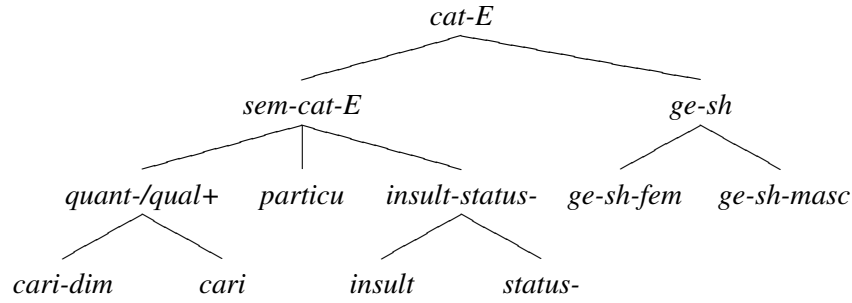 cat-E
sem-cat-E ge-sh
quant-/qual+ particu insult-status- ge-sh-fem ge-sh-masc
cari-dim cari insult status-